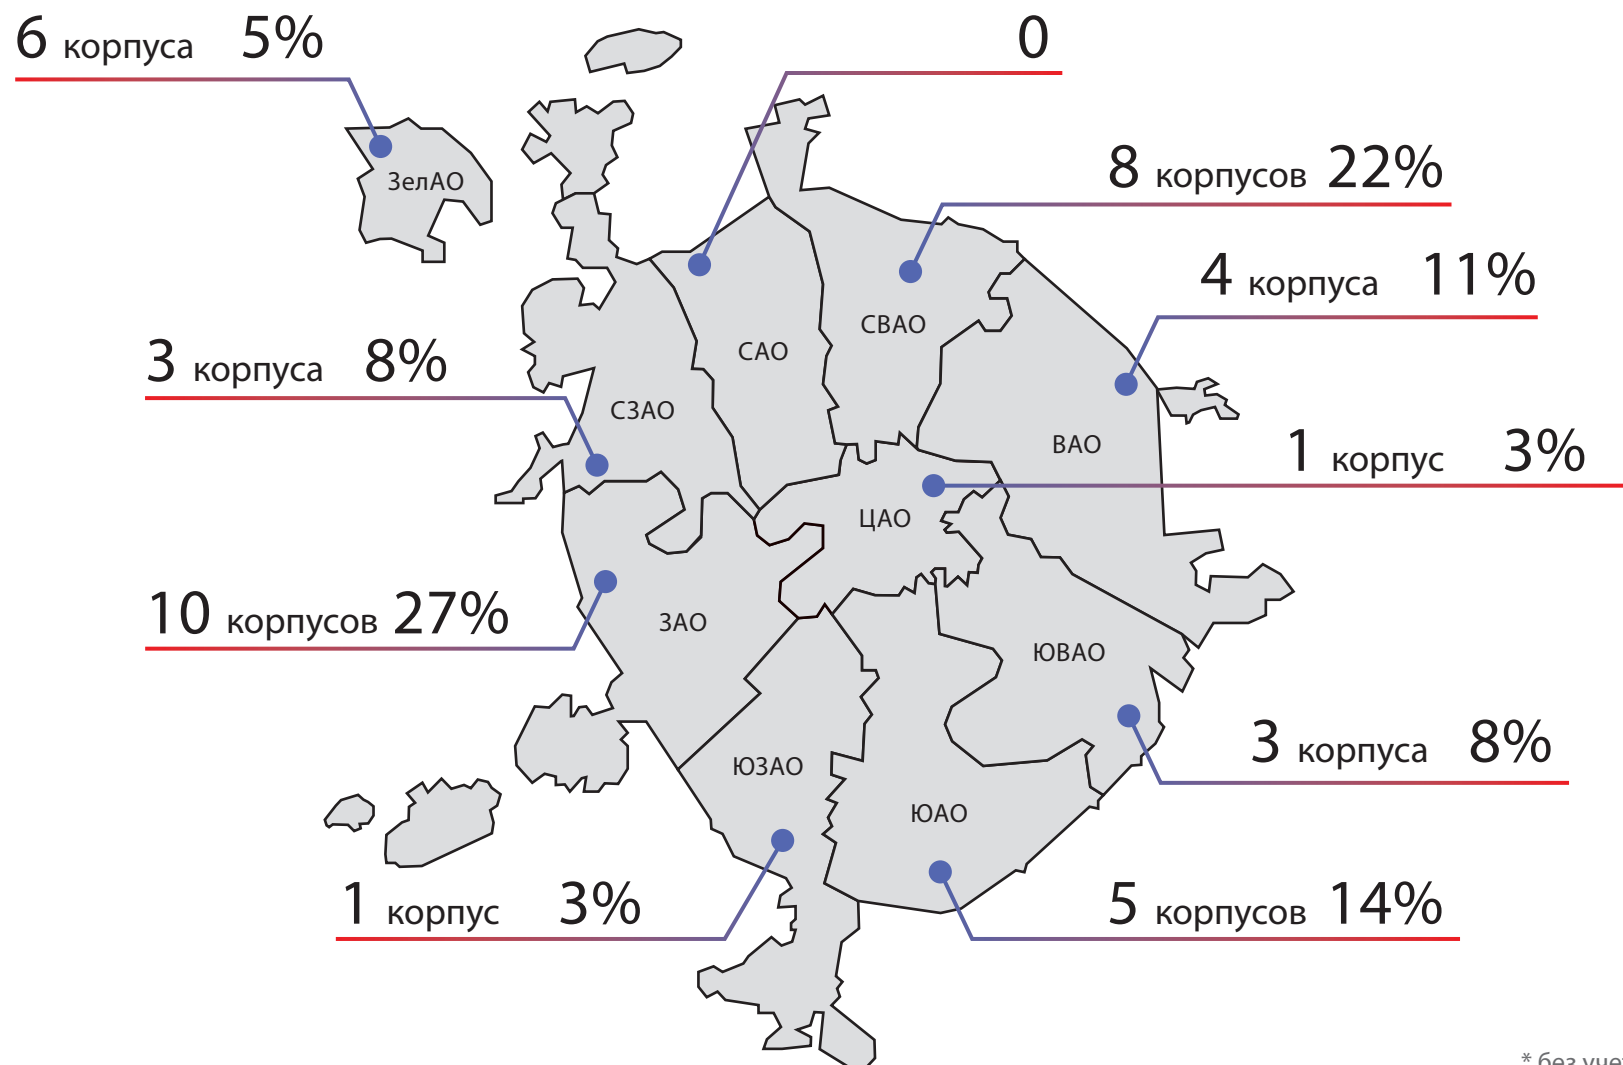 6 корпуса 5%
0
8 корпусов 22%
ЗелАО
4 корпуса 11%
СВАО
САО
3 корпуса 8%
СЗАО
ВАО
1 корпус 3%
ЦАО
10 корпусов 27%
ЗАО
ЮВАО
3 корпуса 8%
ЮЗАО
ЮАО
1 корпус 3%
5 корпусов 14%
* без